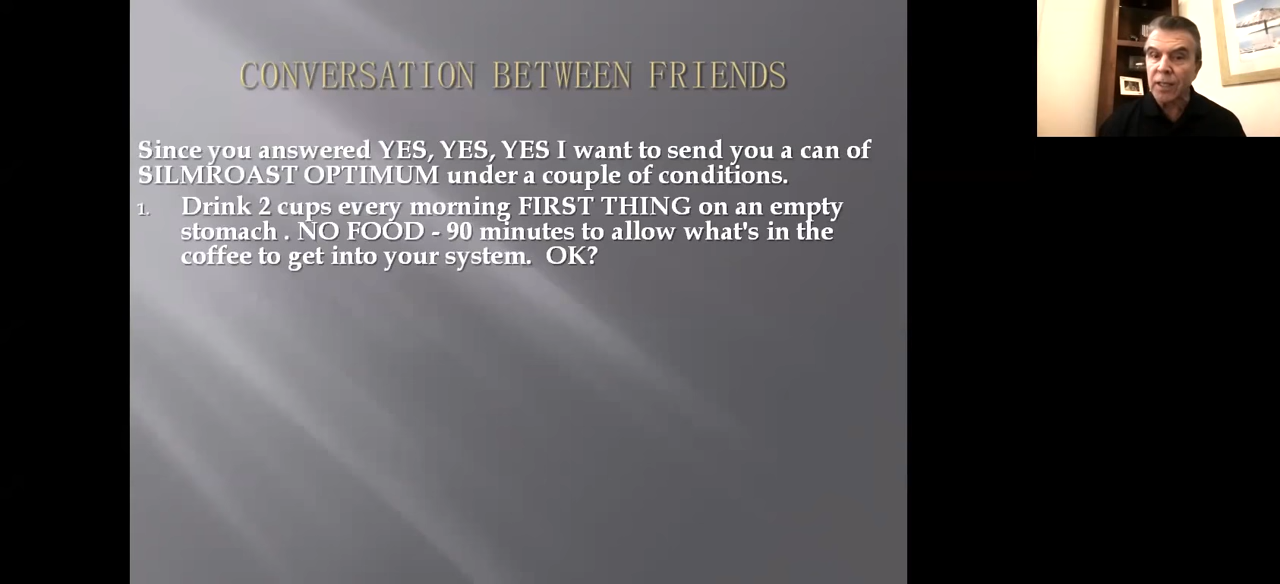 CONVERSATION BETWEEN FRIENDS
Since you answered YES, YES, YES I want to send you a can of
SILMROAST OPTIMUM under a couple of conditions.
1. Drink 2 cups every morning FIRST THING on an empty
stomach . NO FOOD - 90 minutes to allow what's in the
coffee to get into your system. OK?